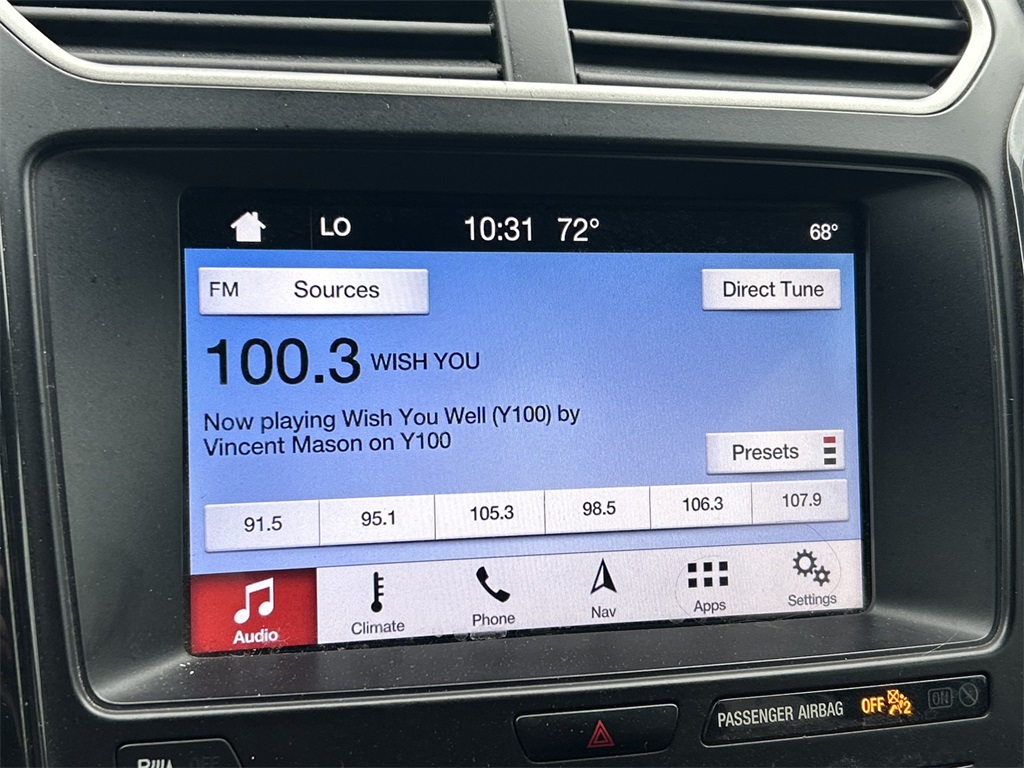 LO 10:31 72° 68°
FM Sources Direct Tune
100.3 WISH YOU
Now playing Wish You Well (Y100) by
Vincent Mason on Y100
Presets
91.5 95.1 105.3 98.5 106.3 107.9
Audio Climate Phone Nav Apps Settings
PASSENGER AIRBAG OFF 2 ON
OFF